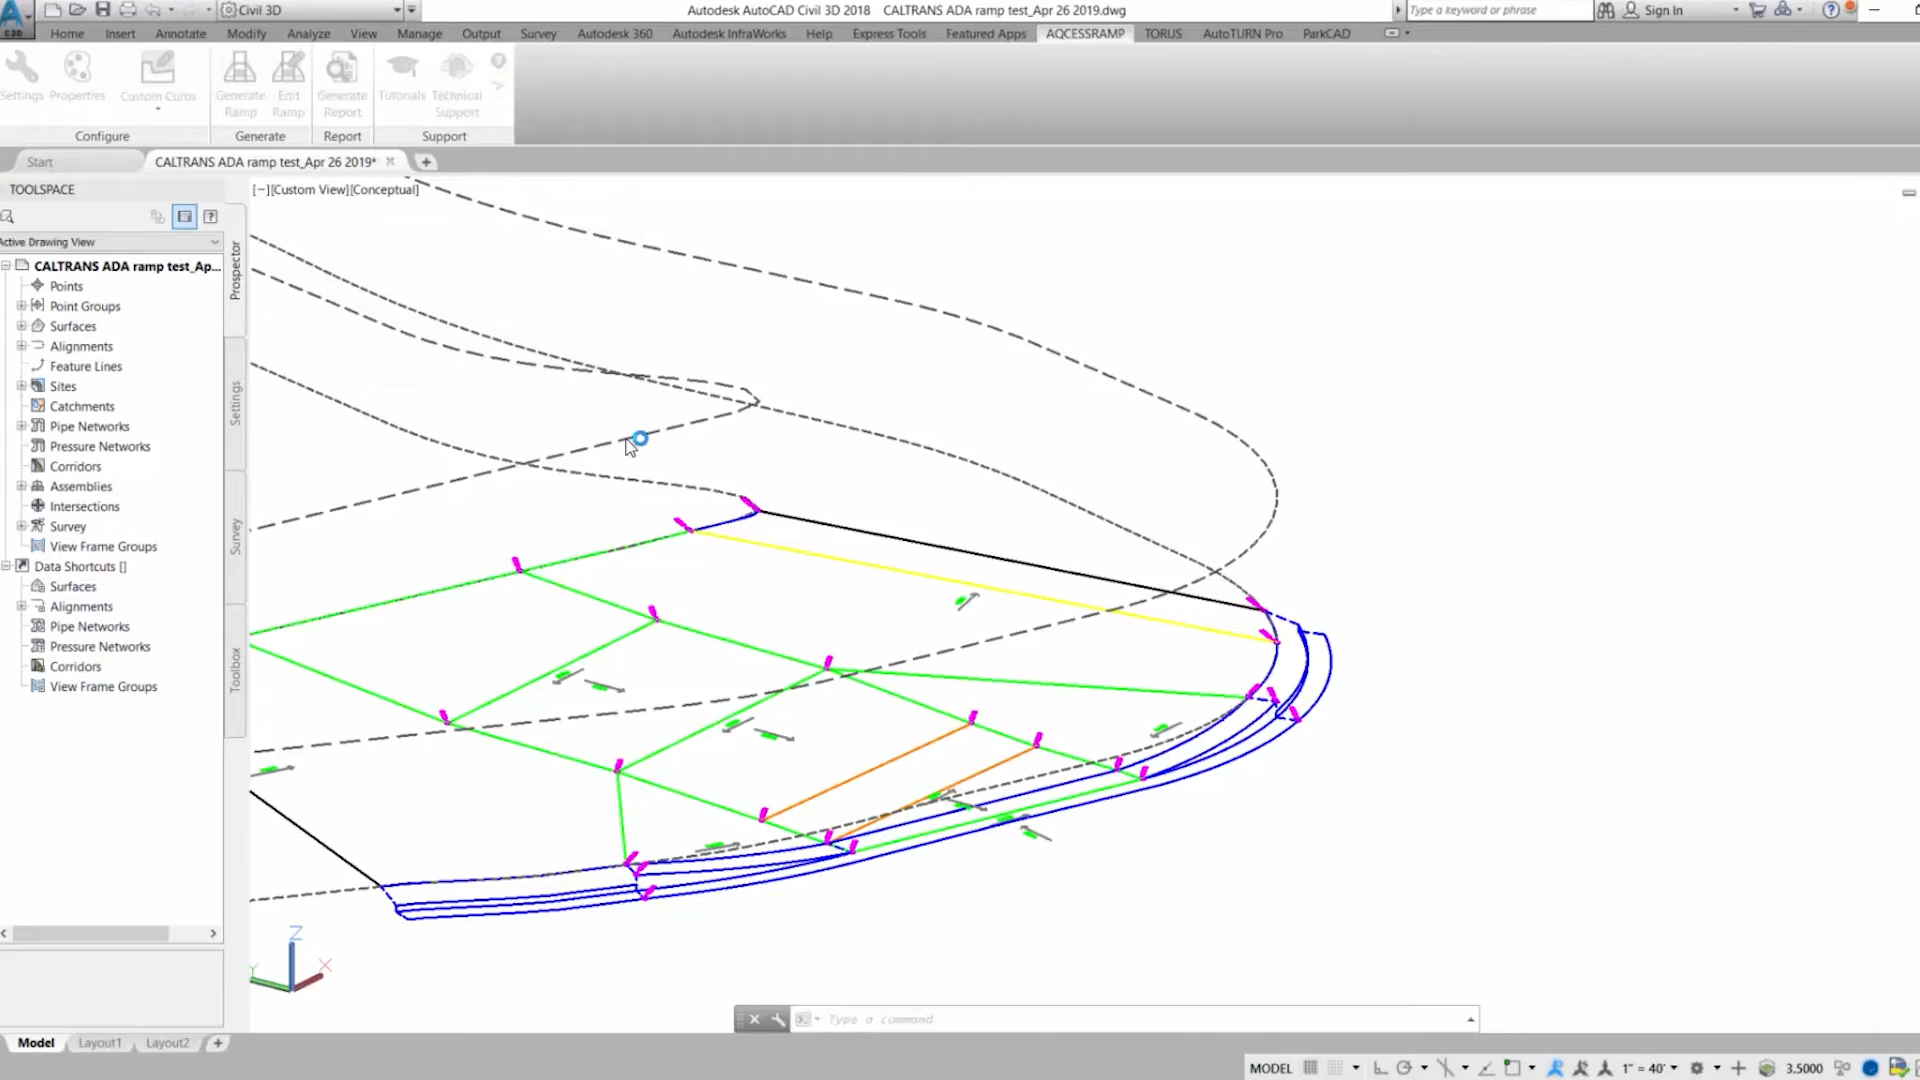 Civil 3D
Autodesk AutoCAD Civil 3D 2018 CALTRANS ADA ramp test_Apr 26 2019.dwg
Type a keyword or phrase
Sign In
C3D
Home Insert Annotate Modify Analyze View Manage Output Survey Autodesk 360 Autodesk InfraWorks Help Express Tools Featured Apps AQCESSRAMP TORUS AutoTURN Pro ParkCAD
Settings Properties Custom Curbs Generate Ramp Edit Ramp Generate Report Tutorials Technical Support
Configure Generate Report Support
Start CALTRANS ADA ramp test_Apr 26 2019*
TOOLSPACE
[−][Custom View][Conceptual]
Active Drawing View
CALTRANS ADA ramp test_Ap...
Points
Point Groups
Surfaces
Alignments
Feature Lines
Sites
Catchments
Pipe Networks
Pressure Networks
Corridors
Assemblies
Intersections
Survey
View Frame Groups
Data Shortcuts []
Surfaces
Alignments
Pipe Networks
Pressure Networks
Corridors
View Frame Groups
Prospector
Settings
Survey
Toolbox
Z
Y
X
Type a command
Model Layout1 Layout2
MODEL 1" = 40' 3.5000